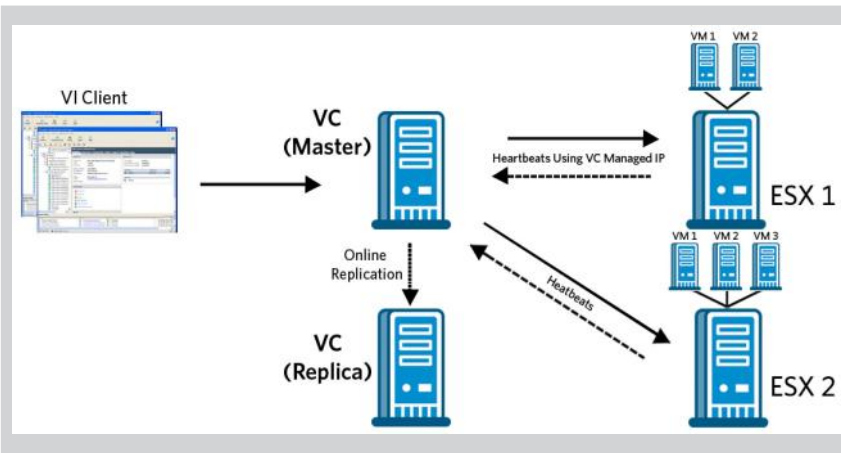 VI Client
VC
(Master)
Heartbeats Using VC Managed IP
VM 1 VM 2
ESX 1
Online
Replication
Heatbeats
VM 1 VM 2 VM 3
VC
(Replica)
ESX 2